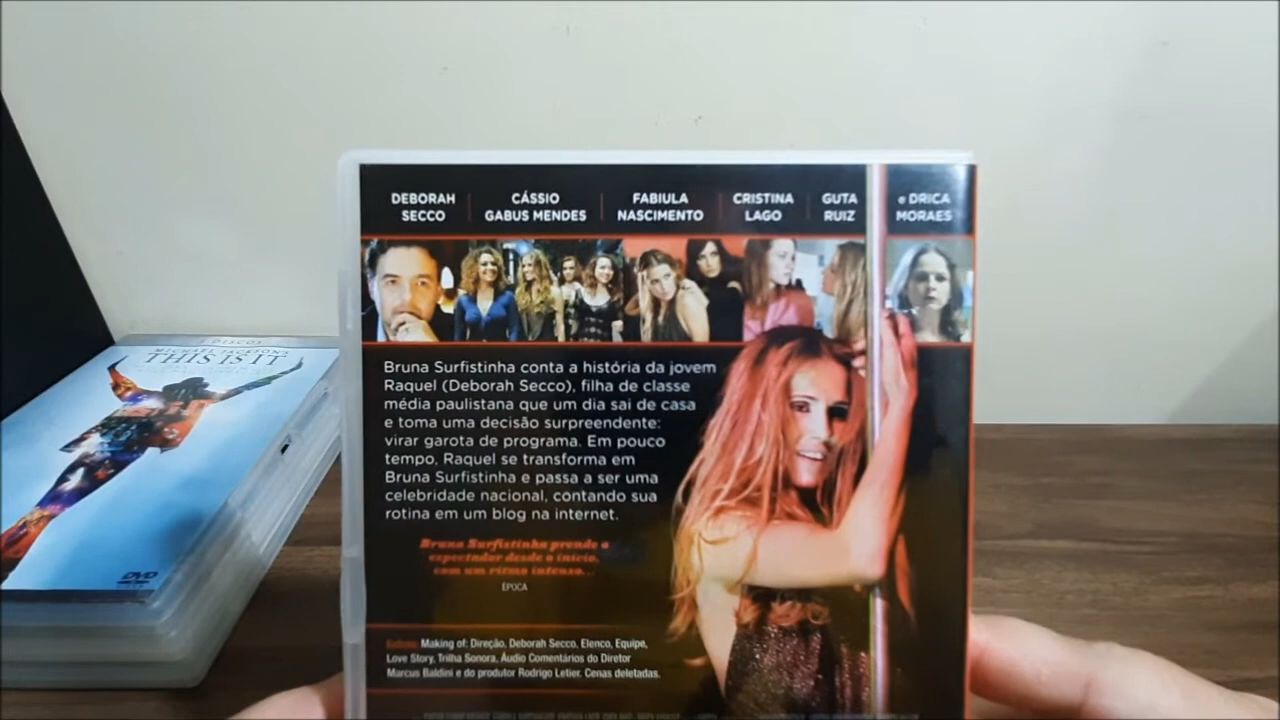 DEBORAH SECCO
CÁSSIO GABUS MENDES
FABIULA NASCIMENTO
CRISTINA LAGO
GUTA RUIZ
e DRICA MORAES
Bruna Surfistinha conta a história da jovem
Raquel (Deborah Secco), filha de classe
média paulistana que um dia sai de casa
e toma uma decisão surpreendente:
virar garota de programa. Em pouco
tempo, Raquel se transforma em
Bruna Surfistinha e passa a ser uma
celebridade nacional, contando sua
rotina em um blog na internet.
Bruna Surfistinha prende o
espectador desde o início,
com um ritmo intenso...
ÉPOCA
Extras: Making of: Direção, Deborah Secco, Elenco, Equipe,
Love Story, Trilha Sonora, Áudio Comentários do Diretor
Marcus Baldini e do produtor Rodrigo Letier. Cenas deletadas.
DISCOS
MICHAEL JACKSON'S
THIS IS IT
DVD